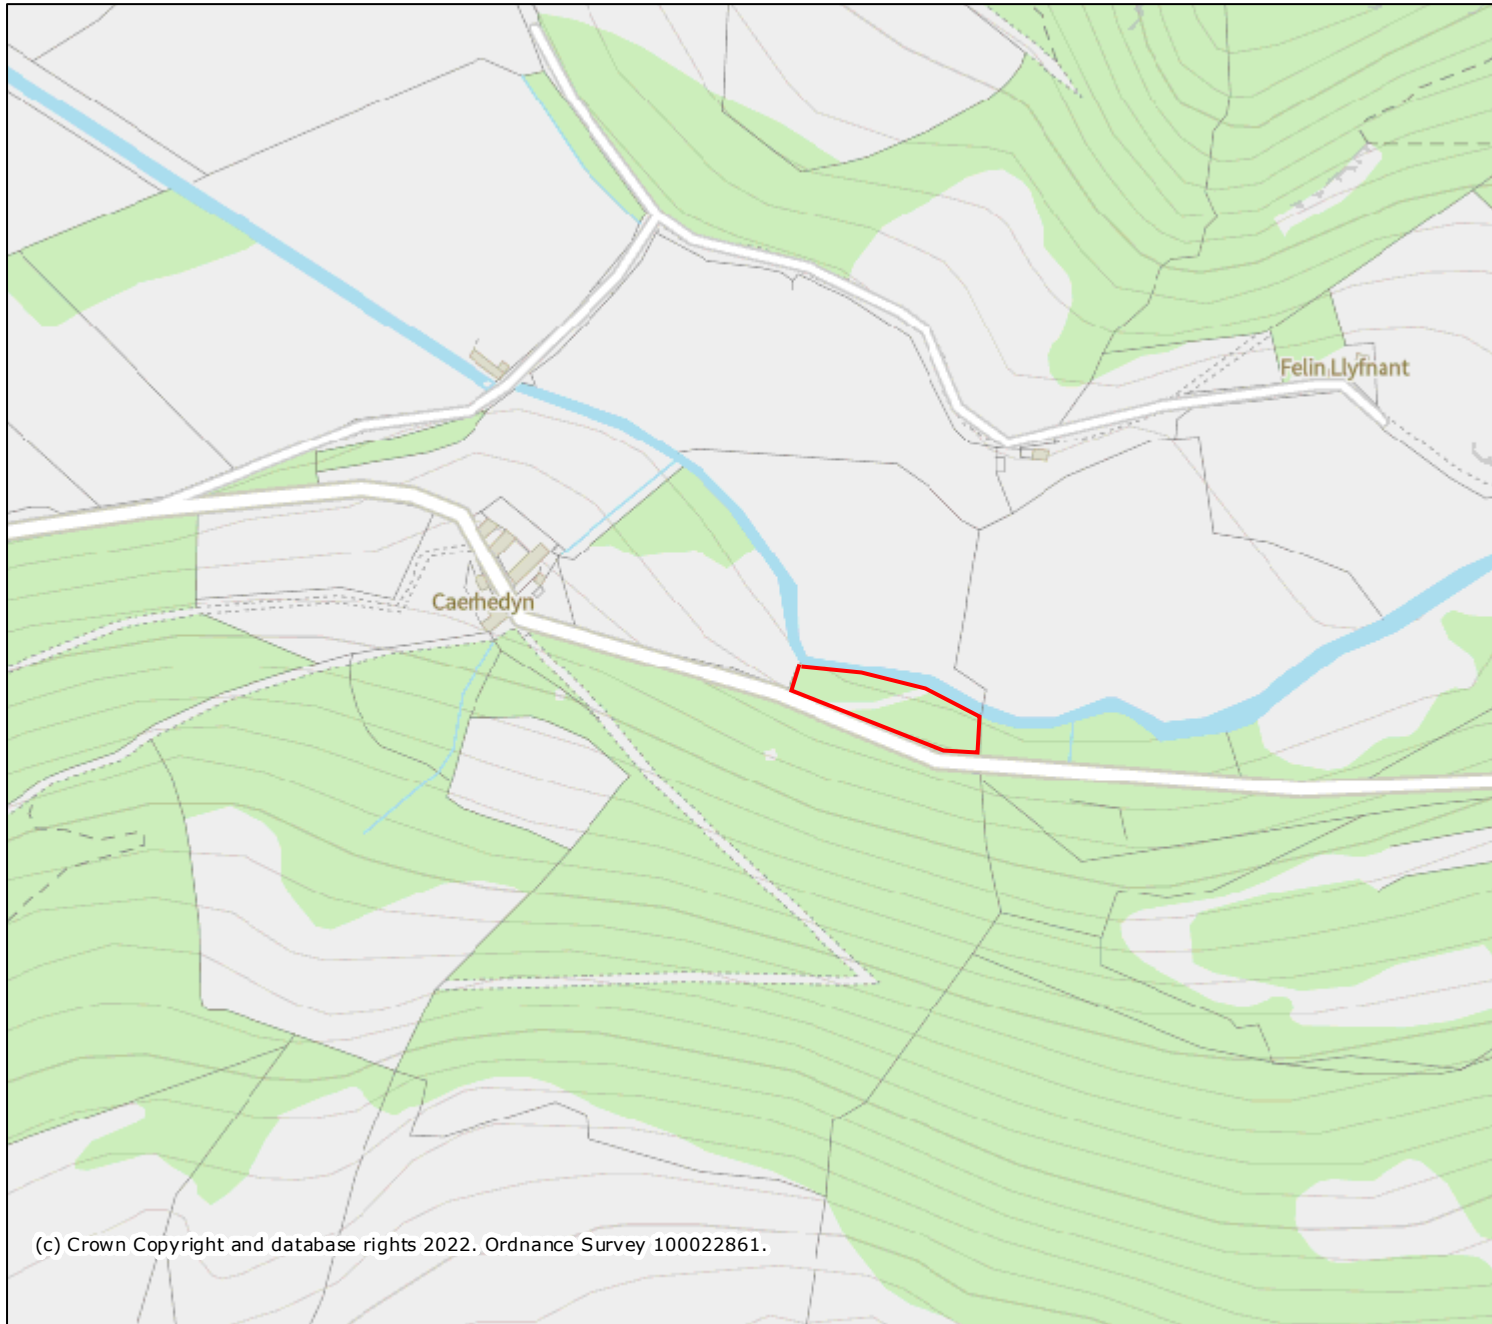 Felin Llyfnant
Caerhedyn
(c) Crown Copyright and database rights 2022. Ordnance Survey 100022861.